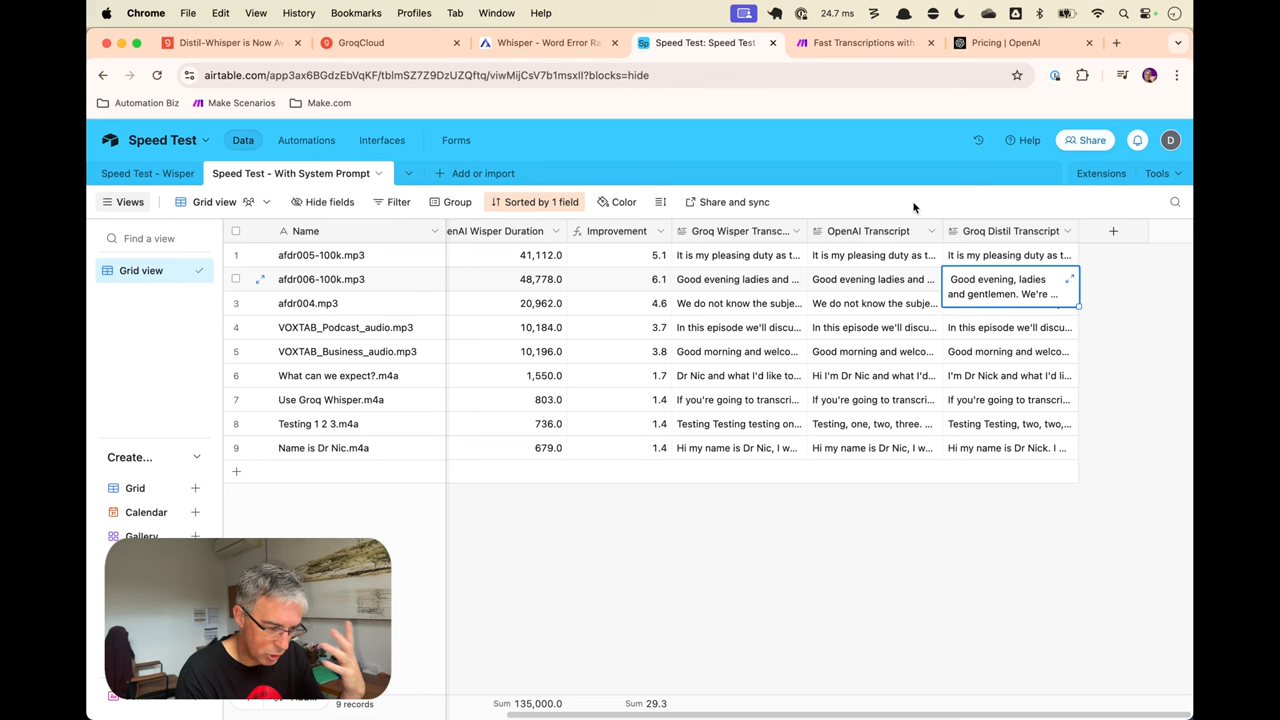 Chrome File Edit View History Bookmarks Profiles Tab Window Help 24.7 ms
Distil-Whisper is Now Av GroqCloud Whisper - Word Error Ra Speed Test: Speed Test Fast Transcriptions with Pricing | OpenAI
airtable.com/app3ax6BGdzEbVqKF/tblmSZ7Z9DzUZQftq/viwMijCsV7b1msxlI?blocks=hide
Automation Biz Make Scenarios Make.com
Speed Test Data Automations Interfaces Forms Help Share D
Speed Test - Wisper Speed Test - With System Prompt + Add or import Extensions Tools
Views Grid view Hide fields Filter Group Sorted by 1 field Color Share and sync
Find a view
Grid view
Name enAI Wisper Duration Improvement Groq Wisper Transc... OpenAI Transcript Groq Distil Transcript +
1 afdr005-100k.mp3 41,112.0 5.1 It is my pleasing duty as t... It is my pleasing duty as t... It is my pleasing duty as t...
afdr006-100k.mp3 48,778.0 6.1 Good evening ladies and ... Good evening ladies and ... Good evening, ladies
and gentlemen. We're ...
3 afdr004.mp3 20,962.0 4.6 We do not know the subje... We do not know the subje...
4 VOXTAB_Podcast_audio.mp3 10,184.0 3.7 In this episode we'll discu... In this episode we'll discu... In this episode we'll discu...
5 VOXTAB_Business_audio.mp3 10,196.0 3.8 Good morning and welco... Good morning and welco... Good morning and welco...
6 What can we expect?.m4a 1,550.0 1.7 Dr Nic and what I'd like to... Hi I'm Dr Nic and what I'd... I'm Dr Nick and what I'd li...
7 Use Groq Whisper.m4a 803.0 1.4 If you're going to transcri... If you're going to transcri... If you're going to transcri...
8 Testing 1 2 3.m4a 736.0 1.4 Testing Testing testing on... Testing, one, two, three. ... Testing Testing, two, two,...
9 Name is Dr Nic.m4a 679.0 1.4 Hi my name is Dr Nic, I w... Hi my name is Dr Nic, I w... Hi my name is Dr Nick. I ...
+
Create...
Grid +
Calendar +
Gallery
9 records Sum 135,000.0 Sum 29.3